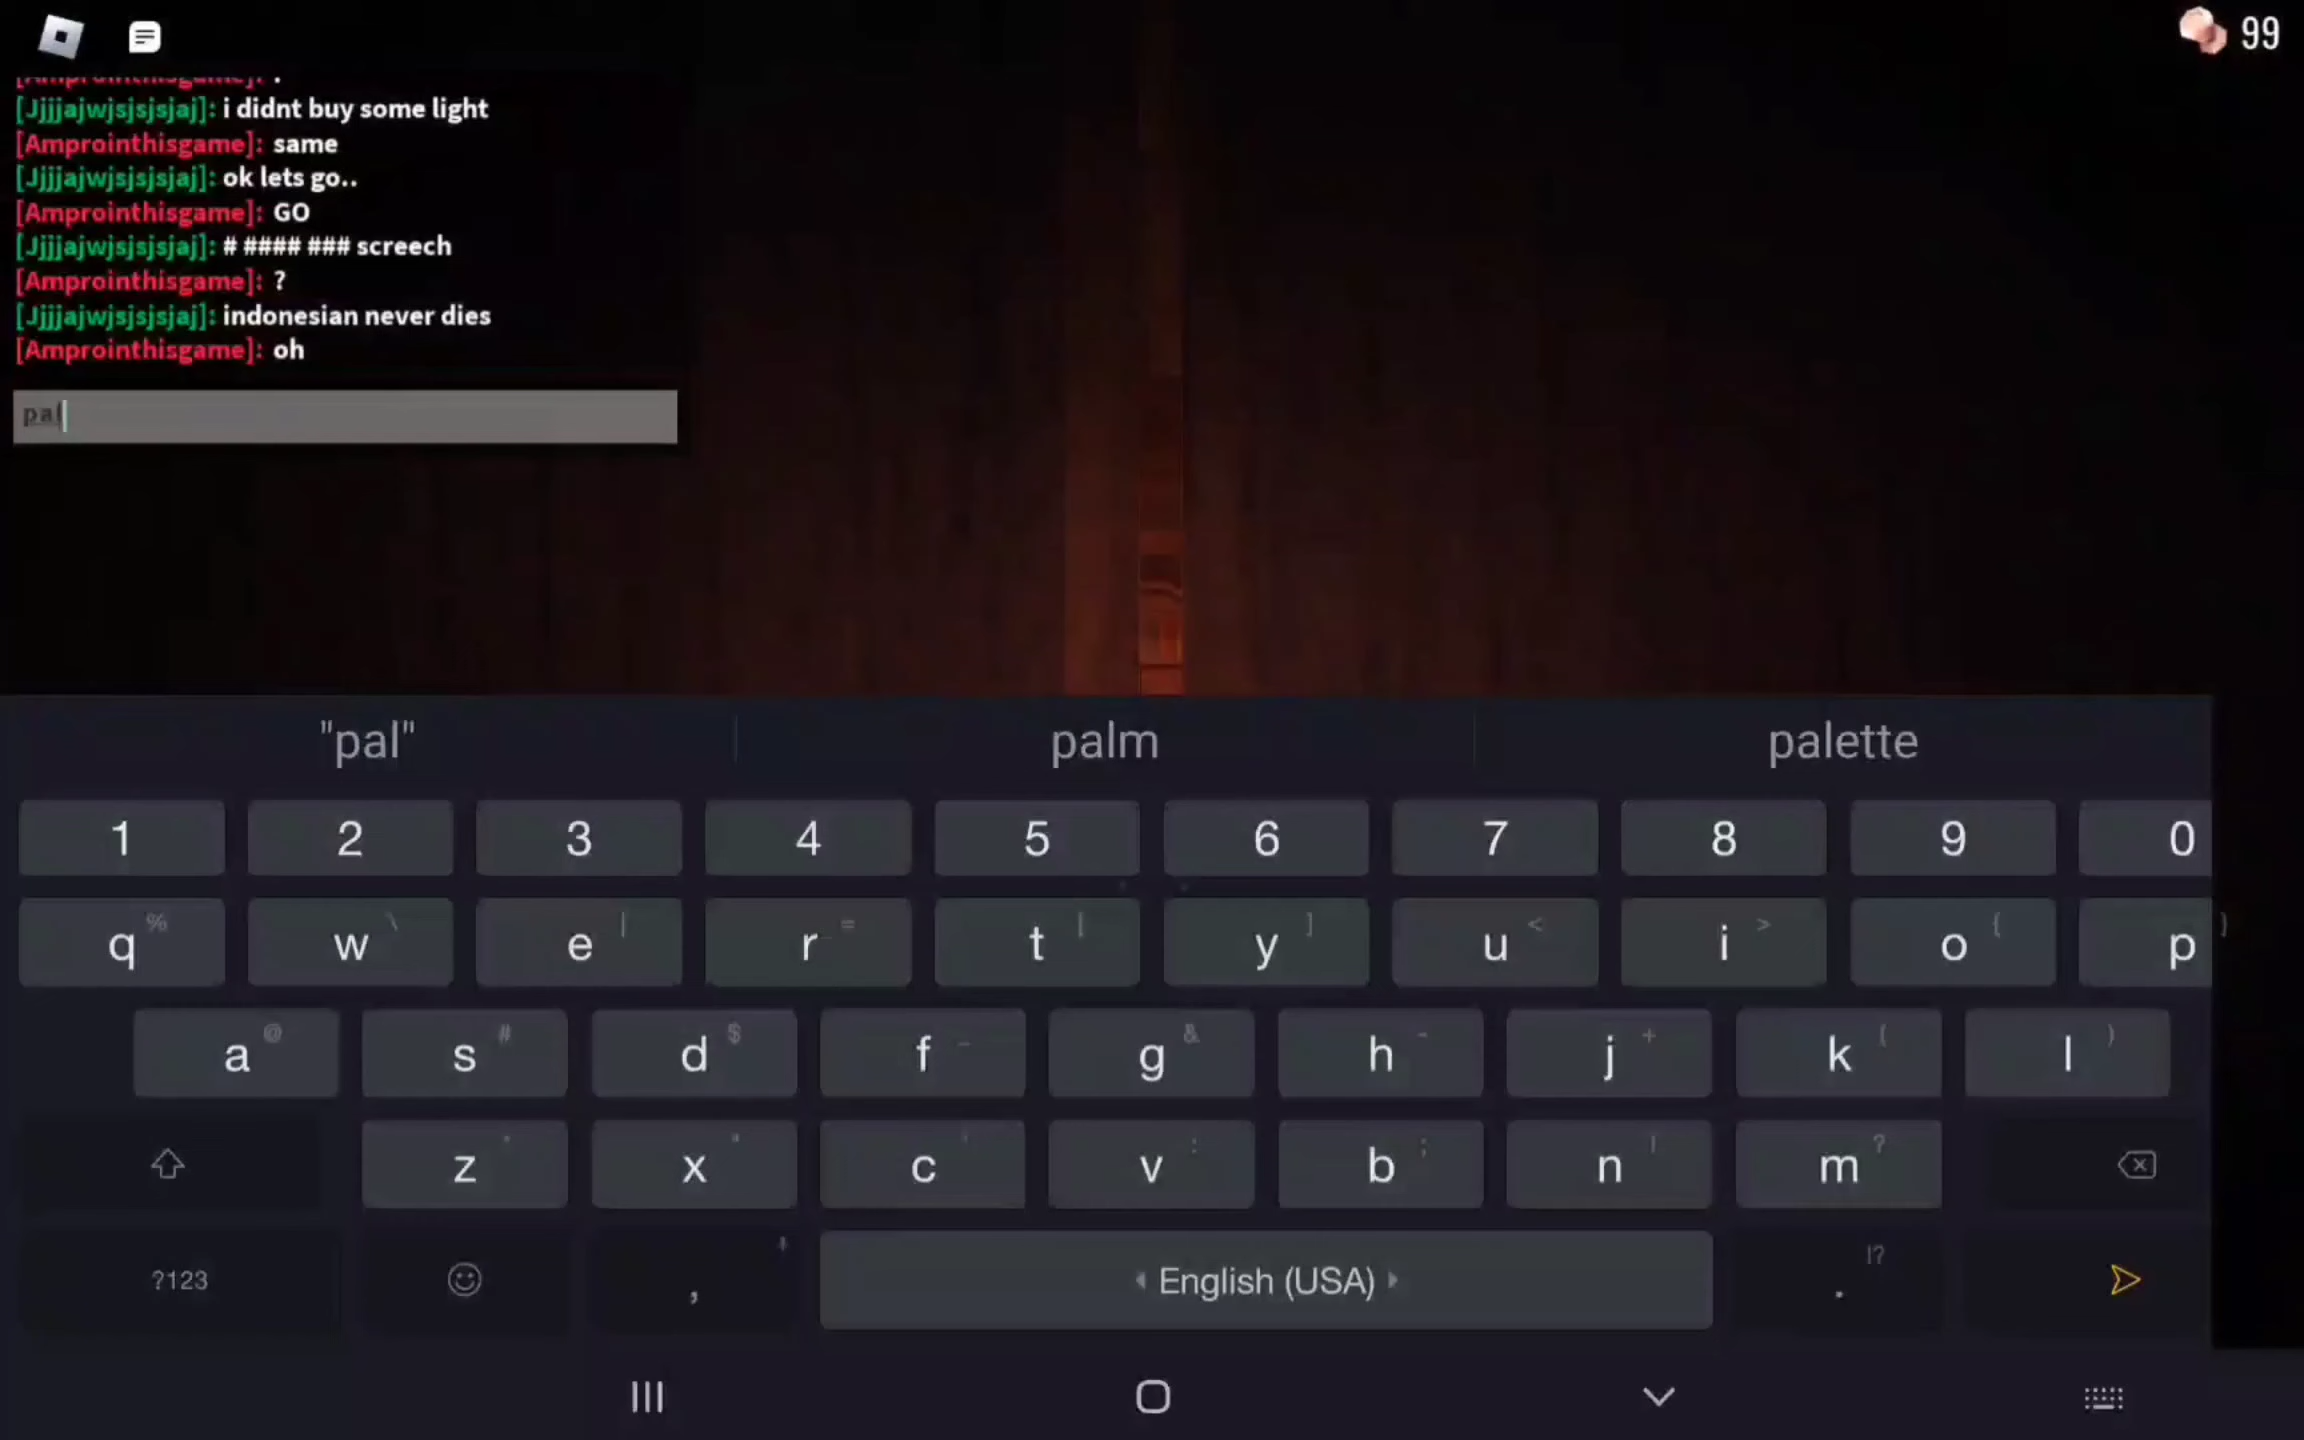 99
[Amprointhisgame]: .
[Jjjjajwjsjsjsjaj]: i didnt buy some light
[Amprointhisgame]: same
[Jjjjajwjsjsjsjaj]: ok lets go..
[Amprointhisgame]: GO
[Jjjjajwjsjsjsjaj]: # #### ### screech
[Amprointhisgame]: ?
[Jjjjajwjsjsjsjaj]: indonesian never dies
[Amprointhisgame]: oh
pal
"pal" palm palette
1 2 3 4 5 6 7 8 9 0
q w e r t y u i o p
a s d f g h j k l
z x c v b n m
?123 , English (USA) . !?